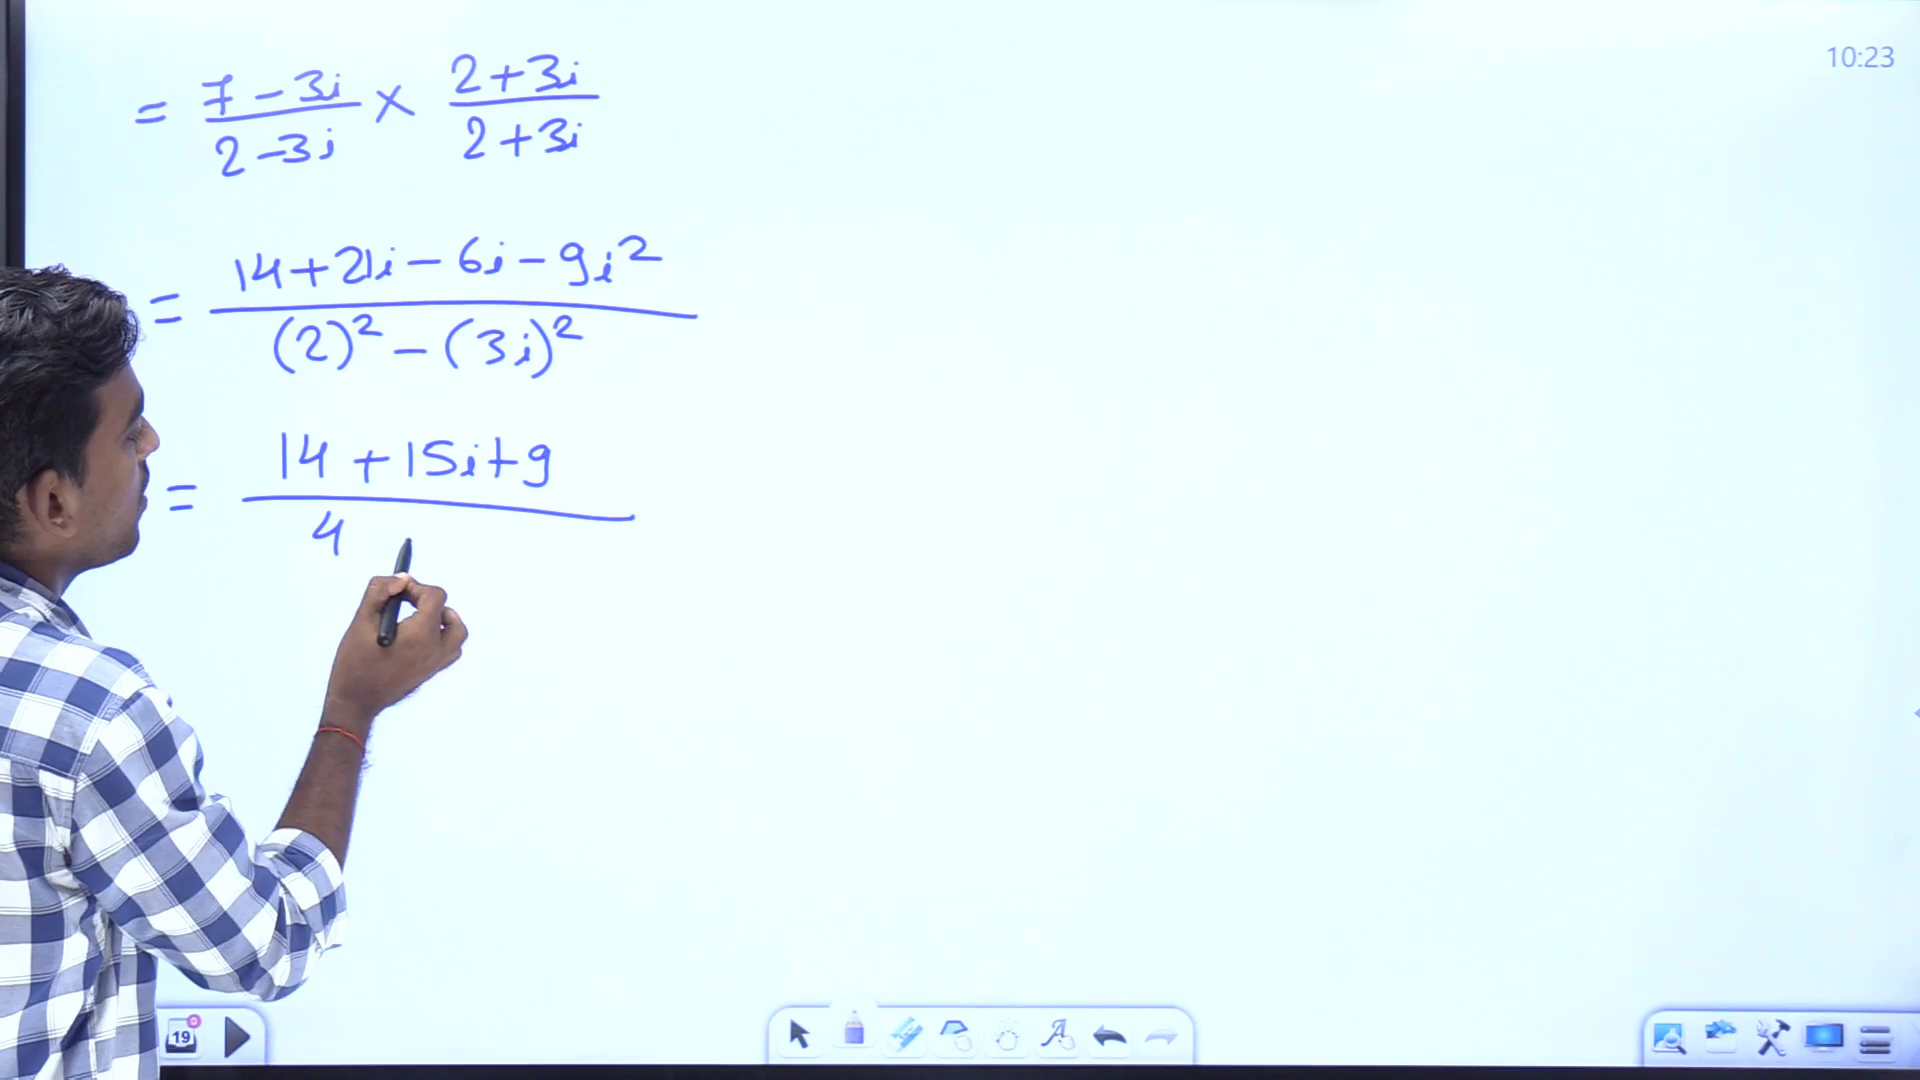 10:23
= 7 - 3i / 2 - 3i × 2 + 3i / 2 + 3i
= 14 + 21i - 6i - 9i² / (2)² - (3i)²
= 14 + 15i + 9 / 4
19
0